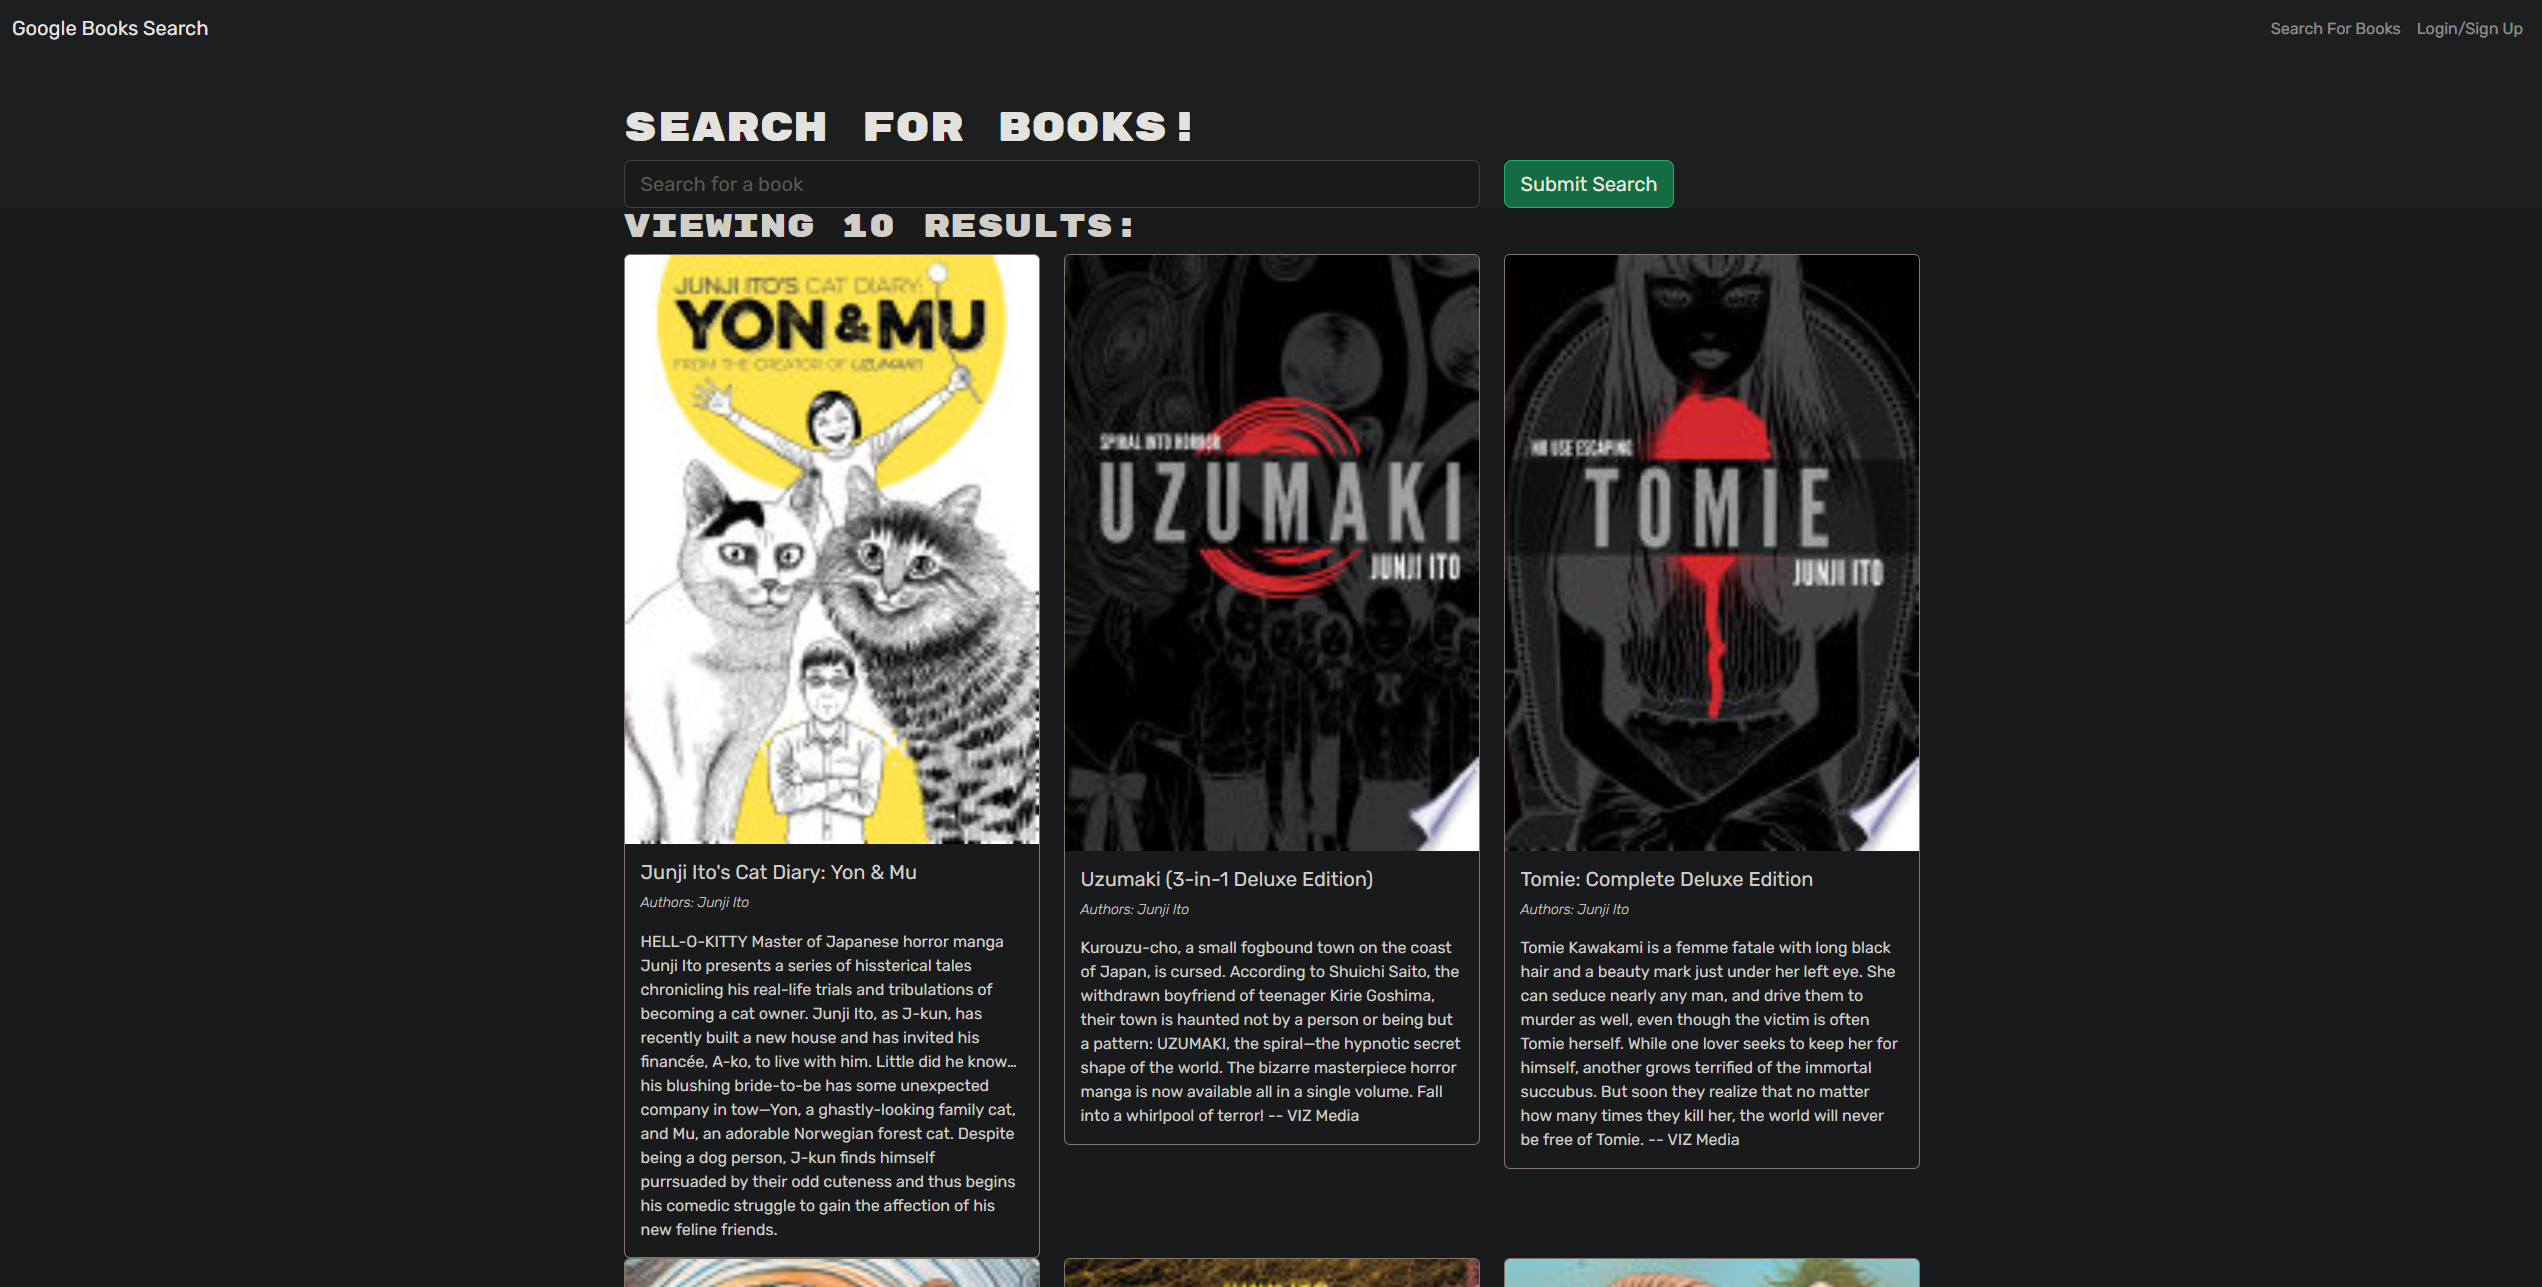 Google Books Search
Search For Books
Login/Sign Up
SEARCH FOR BOOKS!
Search for a book
Submit Search
VIEWING 10 RESULTS:
JUNJI ITO'S CAT DIARY:
YON & MU
FROM THE CREATOR OF UZUMAKI
Junji Ito's Cat Diary: Yon & Mu
Authors: Junji Ito
HELL-O-KITTY Master of Japanese horror manga
Junji Ito presents a series of hissterical tales
chronicling his real-life trials and tribulations of
becoming a cat owner. Junji Ito, as J-kun, has
recently built a new house and has invited his
financée, A-ko, to live with him. Little did he know…
his blushing bride-to-be has some unexpected
company in tow—Yon, a ghastly-looking family cat,
and Mu, an adorable Norwegian forest cat. Despite
being a dog person, J-kun finds himself
purrsuaded by their odd cuteness and thus begins
his comedic struggle to gain the affection of his
new feline friends.
SPIRAL INTO HORROR
UZUMAKI
JUNJI ITO
Uzumaki (3-in-1 Deluxe Edition)
Authors: Junji Ito
Kurouzu-cho, a small fogbound town on the coast
of Japan, is cursed. According to Shuichi Saito, the
withdrawn boyfriend of teenager Kirie Goshima,
their town is haunted not by a person or being but
a pattern: UZUMAKI, the spiral—the hypnotic secret
shape of the world. The bizarre masterpiece horror
manga is now available all in a single volume. Fall
into a whirlpool of terror! -- VIZ Media
NO USE ESCAPING
TOMIE
JUNJI ITO
Tomie: Complete Deluxe Edition
Authors: Junji Ito
Tomie Kawakami is a femme fatale with long black
hair and a beauty mark just under her left eye. She
can seduce nearly any man, and drive them to
murder as well, even though the victim is often
Tomie herself. While one lover seeks to keep her for
himself, another grows terrified of the immortal
succubus. But soon they realize that no matter
how many times they kill her, the world will never
be free of Tomie. -- VIZ Media